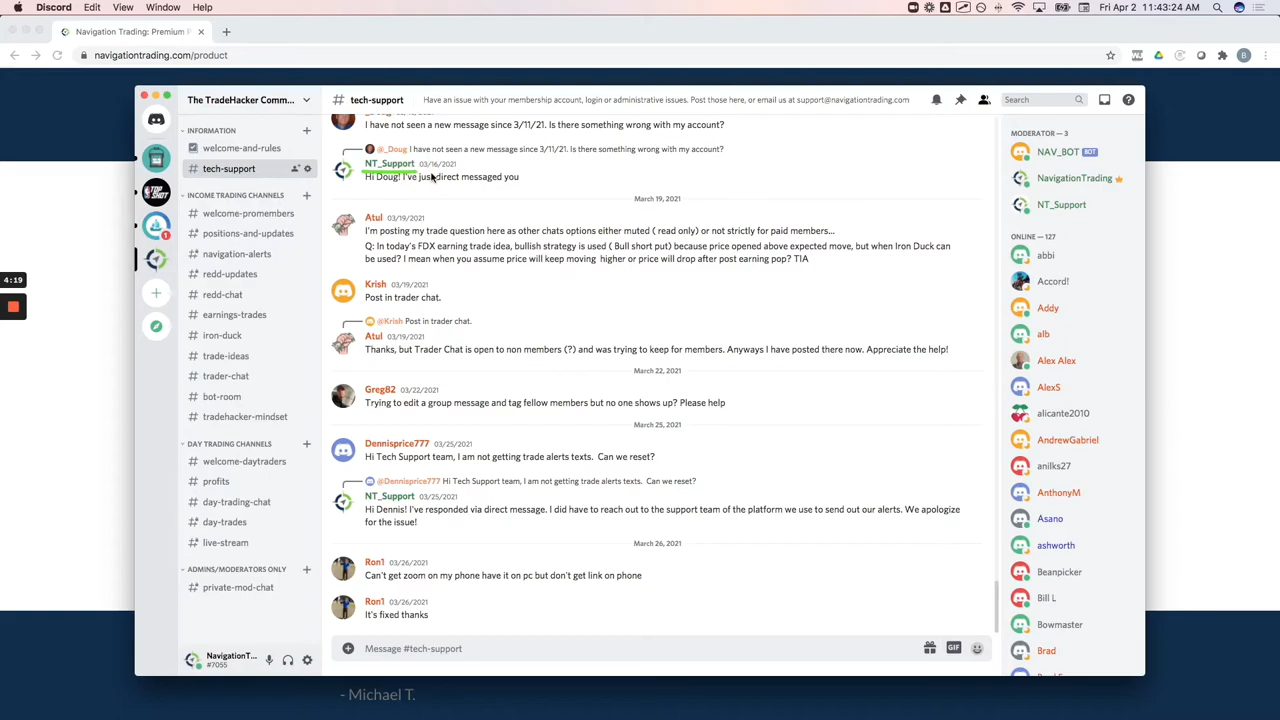 Discord File Edit View Window Help
Fri Apr 2 11:43:24 AM
Navigation Trading: Premium
navigationtrading.com/product
B
The TradeHacker Comm...
tech-support
Have an issue with your membership account, login or administrative issues. Post those here, or email us at support@navigationtrading.com
Search
INFORMATION
welcome-and-rules
tech-support
INCOME TRADING CHANNELS
welcome-promembers
positions-and-updates
navigation-alerts
redd-updates
redd-chat
earnings-trades
iron-duck
trade-ideas
trader-chat
bot-room
tradehacker-mindset
DAY TRADING CHANNELS
welcome-daytraders
profits
day-trading-chat
day-trades
live-stream
ADMINS/MODERATORS ONLY
private-mod-chat
NavigationT...
#7055
TOP SHOT
1
4:19
I have not seen a new message since 3/11/21. Is there something wrong with my account?
@_Doug I have not seen a new message since 3/11/21. Is there something wrong with my account?
NT_Support 03/16/2021
Hi Doug! I've just direct messaged you
March 19, 2021
Atul 03/19/2021
I'm posting my trade question here as other chats options either muted ( read only) or not strictly for paid members...
Q: In today's FDX earning trade idea, bullish strategy is used ( Bull short put) because price opened above expected move, but when Iron Duck can
be used? I mean when you assume price will keep moving higher or price will drop after post earning pop? TIA
Krish 03/19/2021
Post in trader chat.
@Krish Post in trader chat.
Atul 03/19/2021
Thanks, but Trader Chat is open to non members (?) and was trying to keep for members. Anyways I have posted there now. Appreciate the help!
March 22, 2021
Greg82 03/22/2021
Trying to edit a group message and tag fellow members but no one shows up? Please help
March 25, 2021
Dennisprice777 03/25/2021
Hi Tech Support team, I am not getting trade alerts texts. Can we reset?
@Dennisprice777 Hi Tech Support team, I am not getting trade alerts texts. Can we reset?
NT_Support 03/25/2021
Hi Dennis! I've responded via direct message. I did have to reach out to the support team of the platform we use to send out our alerts. We apologize
for the issue!
March 26, 2021
Ron1 03/26/2021
Can't get zoom on my phone have it on pc but don't get link on phone
Ron1 03/26/2021
It's fixed thanks
Message #tech-support
GIF
MODERATOR — 3
NAV_BOT BOT
NavigationTrading
NT_Support
ONLINE — 127
abbi
Accord!
Addy
alb
Alex Alex
AlexS
alicante2010
AndrewGabriel
anilks27
AnthonyM
Asano
ashworth
Beanpicker
Bill L
Bowmaster
Brad
- Michael T.